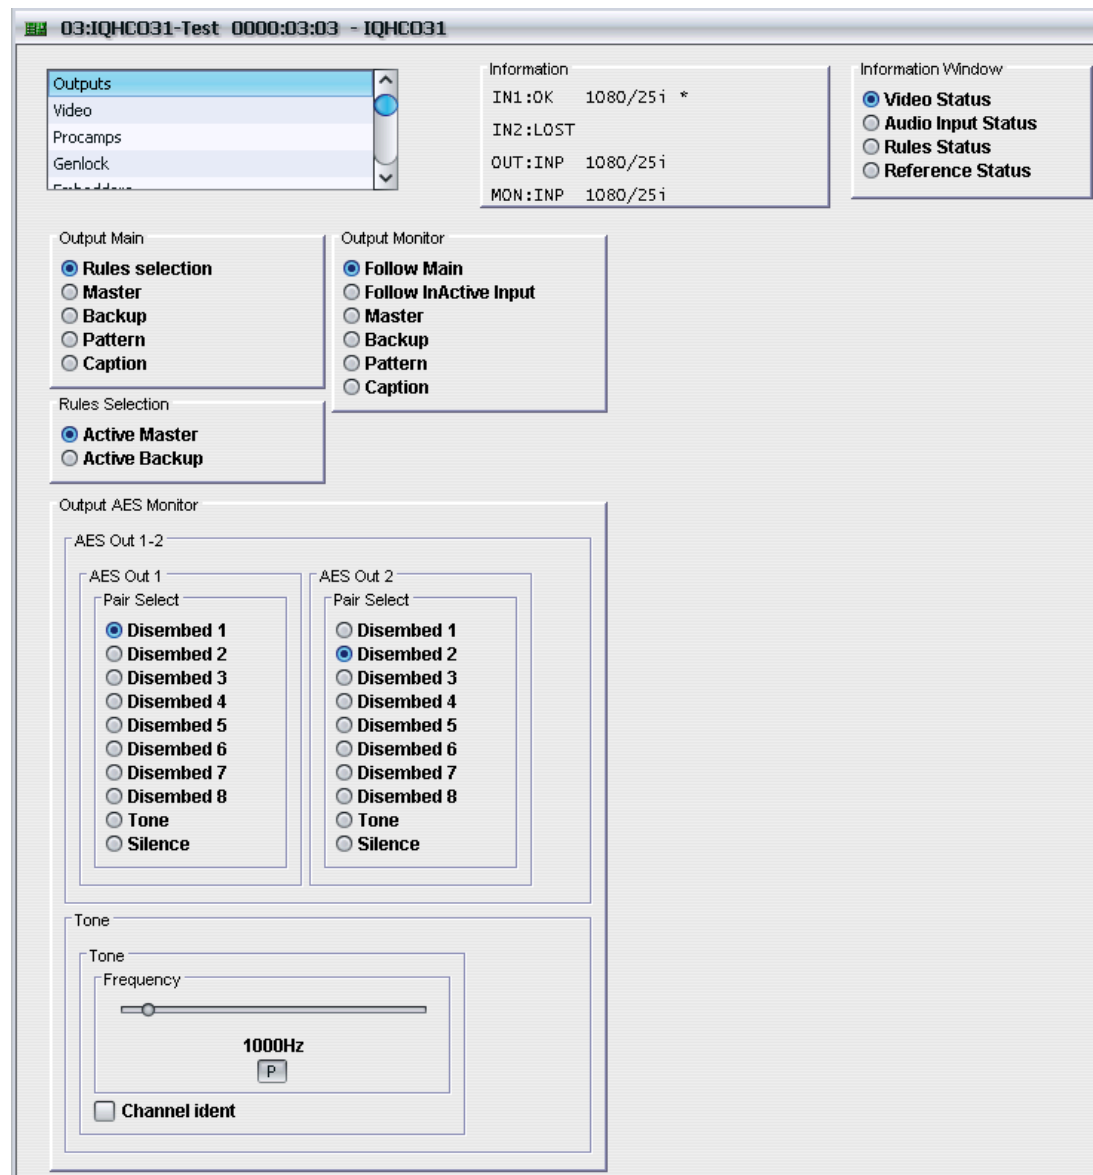 03:IQHCO31-Test 0000:03:03 - IQHCO31
Outputs
Video
Procamps
Genlock
Embedders
Information
IN1:OK 1080/25i *
IN2:LOST
OUT:INP 1080/25i
MON:INP 1080/25i
Information Window
Video Status
Audio Input Status
Rules Status
Reference Status
Output Main
Rules selection
Master
Backup
Pattern
Caption
Output Monitor
Follow Main
Follow InActive Input
Master
Backup
Pattern
Caption
Rules Selection
Active Master
Active Backup
Output AES Monitor
AES Out 1-2
AES Out 1
Pair Select
Disembed 1
Disembed 2
Disembed 3
Disembed 4
Disembed 5
Disembed 6
Disembed 7
Disembed 8
Tone
Silence
AES Out 2
Pair Select
Disembed 1
Disembed 2
Disembed 3
Disembed 4
Disembed 5
Disembed 6
Disembed 7
Disembed 8
Tone
Silence
Tone
Tone
Frequency
1000Hz
P
Channel ident